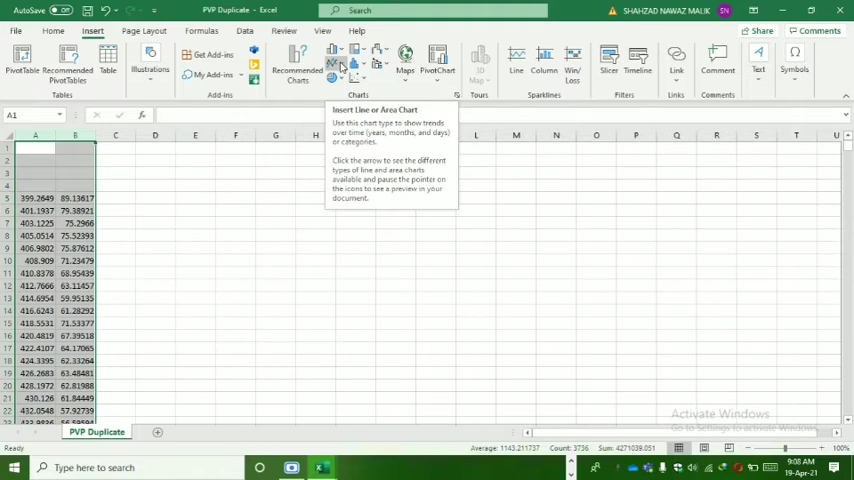 AutoSave Off PVP Duplicate - Excel Search SHAHZAD NAWAZ MALIK SN
File Home Insert Page Layout Formulas Data Review View Help Share Comments
PivotTable Recommended PivotTables Table Illustrations Get Add-ins My Add-ins Recommended Charts Maps PivotChart 3D Map Line Column Win/Loss Slicer Timeline Link Comment Text Symbols
Tables Add-ins Charts Tours Sparklines Filters Links Comments
A1 fx
A B C D E F G H L M N O P Q R S T U
Insert Line or Area Chart
Use this chart type to show trends
over time (years, months, and days)
or categories.
Click the arrow to see the different
types of line and area charts
available and pause the pointer on
the icons to see a preview in your
document.
1
2
3
4
5 399.2649 89.13617
6 401.1937 79.38921
7 403.1225 75.2966
8 405.0514 75.52393
9 406.9802 75.87612
10 408.909 71.23479
11 410.8378 68.95439
12 412.7666 63.11457
13 414.6954 59.95135
14 416.6243 61.28292
15 418.5531 71.53377
16 420.4819 67.39518
17 422.4107 64.17065
18 424.3395 62.33264
19 426.2683 63.48481
20 428.1972 62.81988
21 430.126 61.84449
22 432.0548 57.92739
23 433.9836 56.59594
Activate Windows
Go to Settings to activate Windows.
PVP Duplicate
Average: 1143.211737 Count: 3736 Sum: 4271039.051 100%
Type here to search 9:08 AM
19-Apr-21